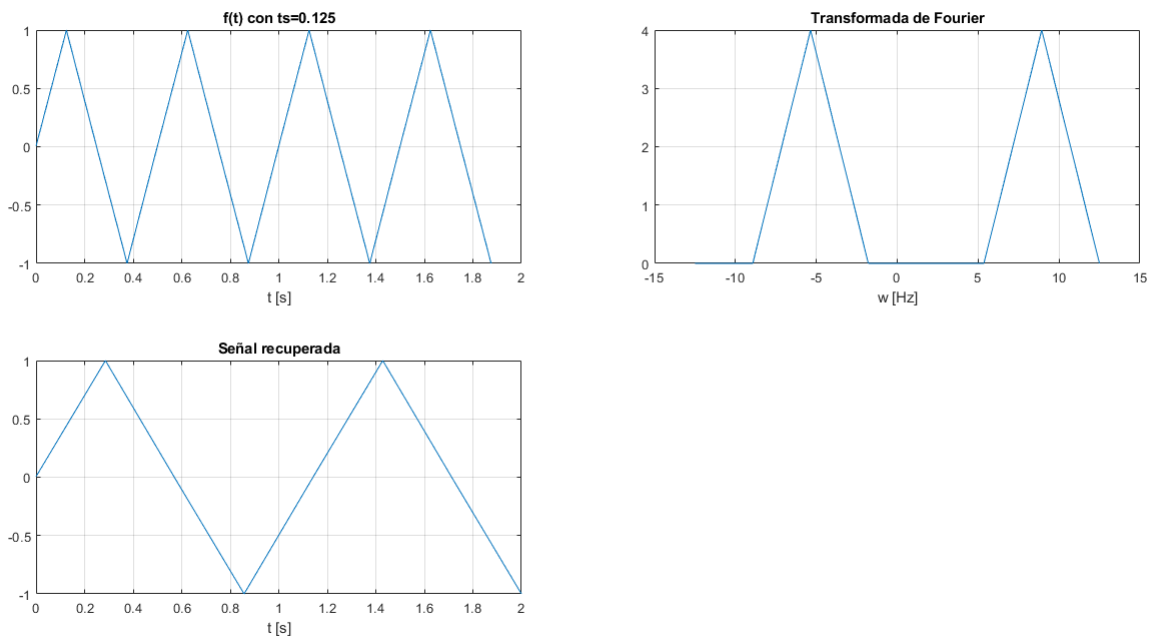 f(t) con ts=0.125
1
0.5
0
-0.5
-1
0 0.2 0.4 0.6 0.8 1 1.2 1.4 1.6 1.8 2
t [s]
Transformada de Fourier
4
3
2
1
0
-15 -10 -5 0 5 10 15
w [Hz]
Señal recuperada
1
0.5
0
-0.5
-1
0 0.2 0.4 0.6 0.8 1 1.2 1.4 1.6 1.8 2
t [s]